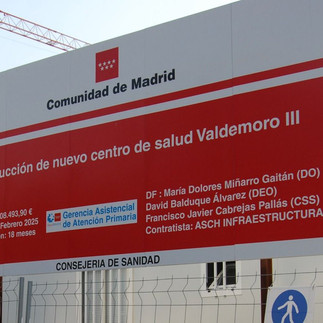 Comunidad de Madrid
ucción de nuevo centro de salud Valdemoro III
08.493,90 €
Febrero 2025
ón: 18 meses
Gerencia Asistencial
de Atención Primaria
DF : María Dolores Miñarro Gaitán (DO)
David Balduque Álvarez (DEO)
Francisco Javier Cabrejas Pallás (CSS)
Contratista: ASCH INFRAESTRUCTURA
CONSEJERIA DE SANIDAD